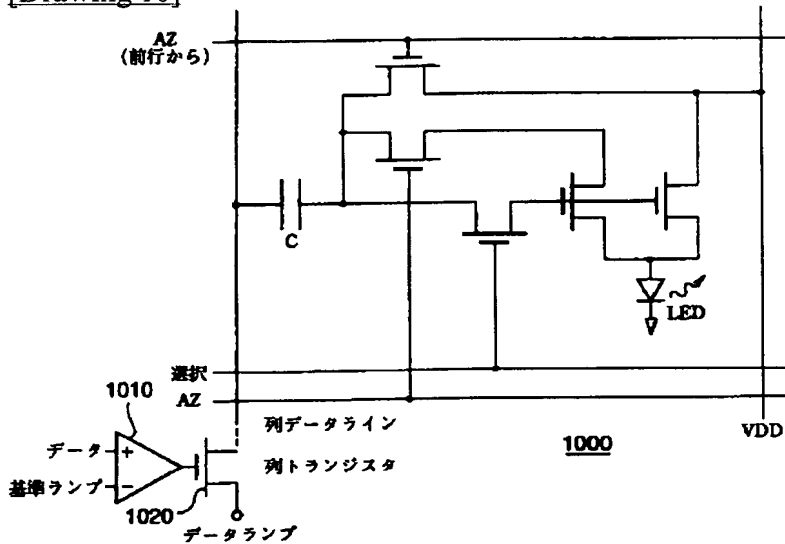 AZ
(前行から)
C
LED
選択
AZ
1010
列データライン
VDD
データ
+
1000
列トランジスタ
基準ランプ
−
1020
データランプ